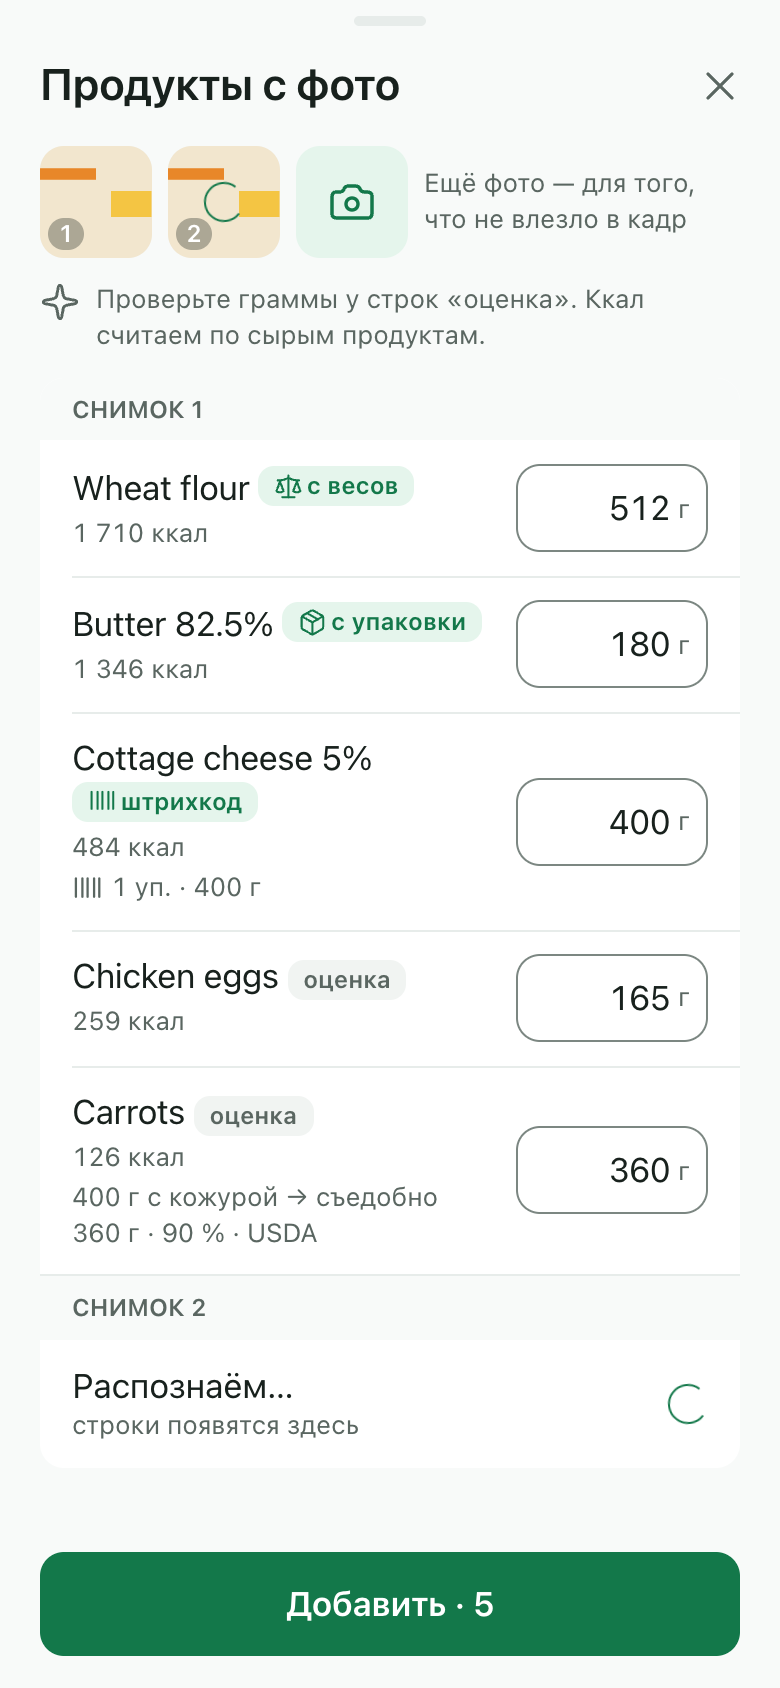 Продукты с фото
1
2
Ещё фото — для того,
что не влезло в кадр
Проверьте граммы у строк «оценка». Ккал
считаем по сырым продуктам.
СНИМОК 1
Wheat flour с весов
1 710 ккал
512 г
Butter 82.5% с упаковки
1 346 ккал
180 г
Cottage cheese 5%
штрихкод
484 ккал
1 уп. · 400 г
400 г
Chicken eggs оценка
259 ккал
165 г
Carrots оценка
126 ккал
400 г с кожурой → съедобно
360 г · 90 % · USDA
360 г
СНИМОК 2
Распознаём...
строки появятся здесь
Добавить · 5